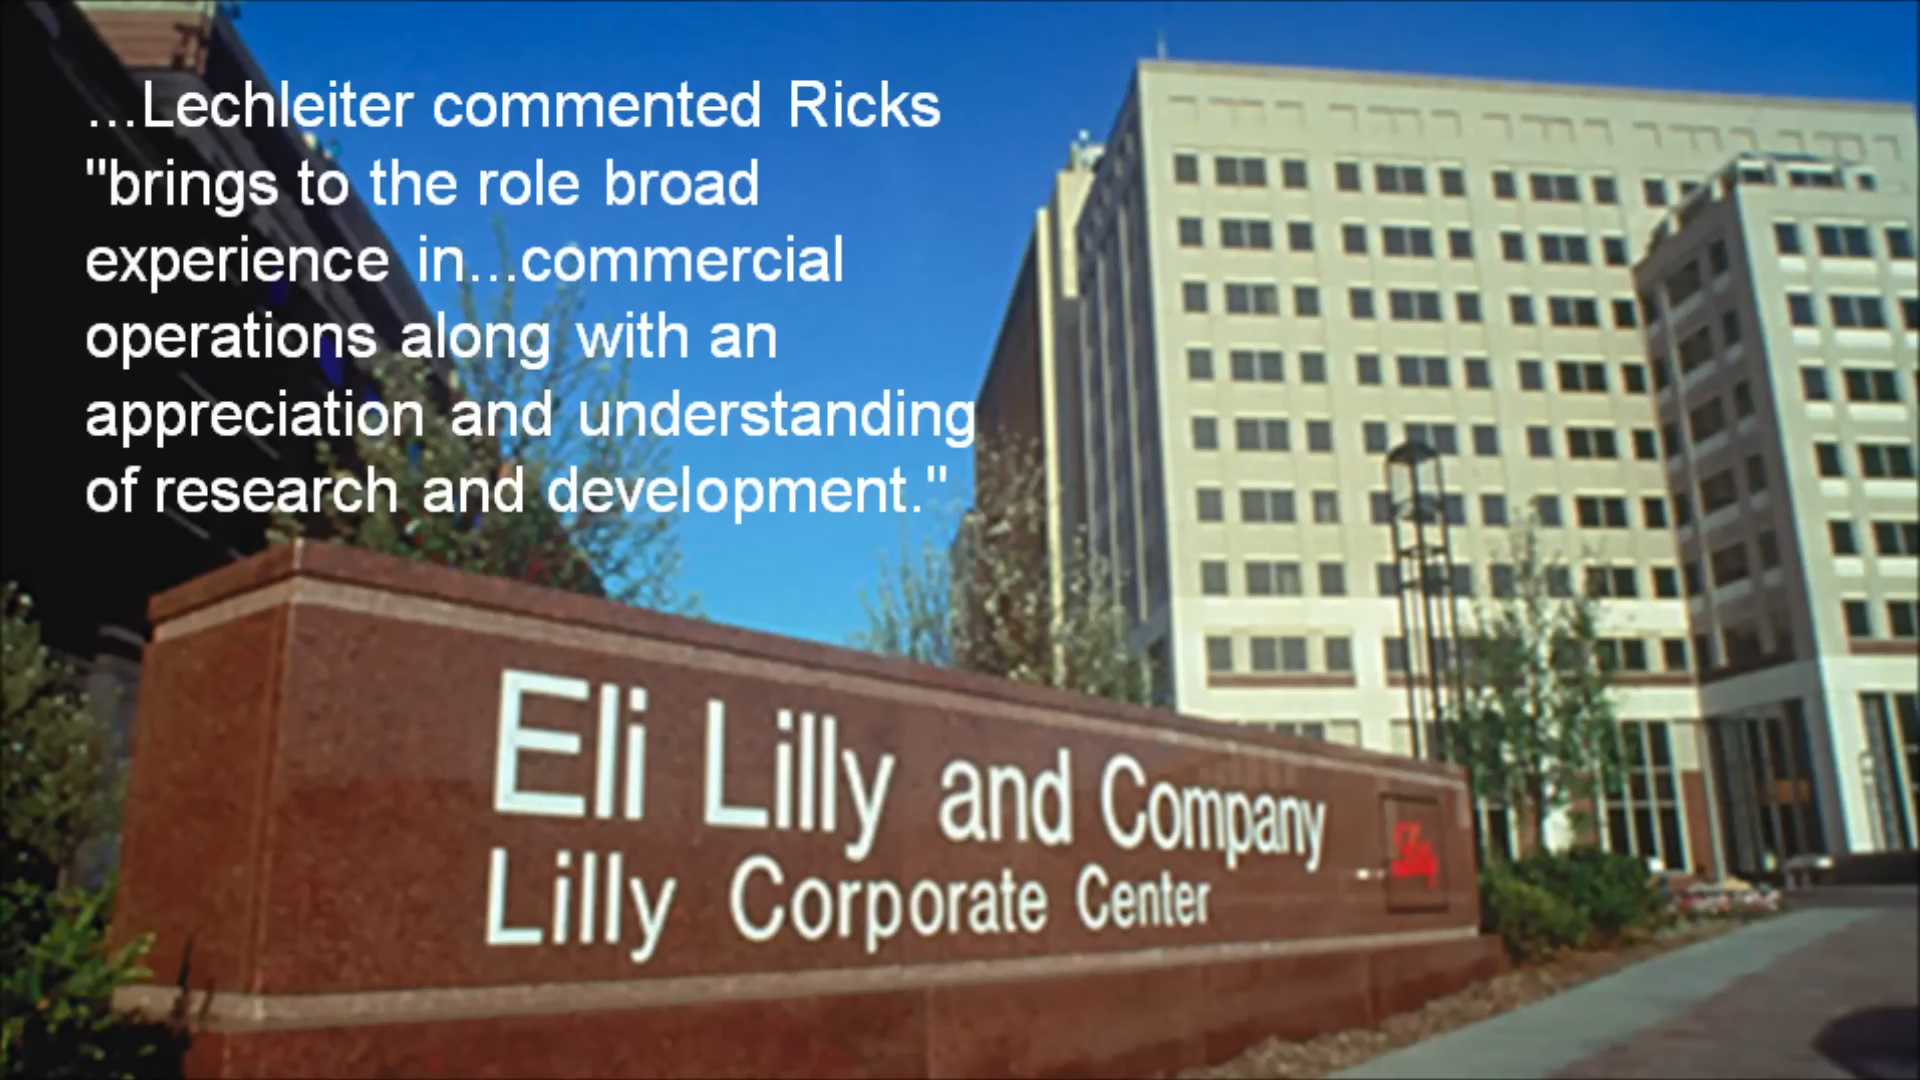 ...Lechleiter commented Ricks
"brings to the role broad
experience in...commercial
operations along with an
appreciation and understanding
of research and development."
Eli Lilly and Company
Lilly
Lilly Corporate Center